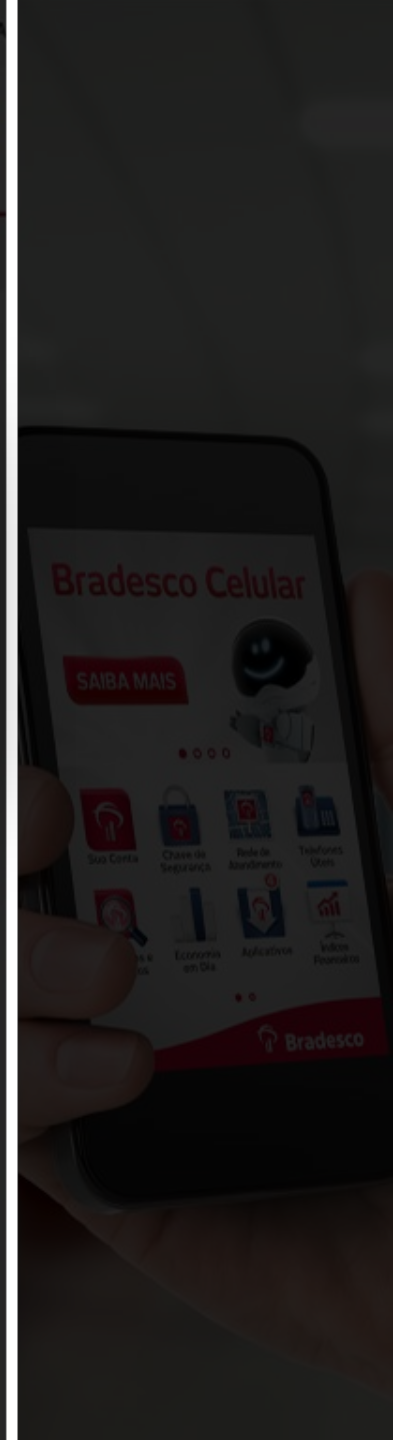 Bradesco Celular
SAIBA MAIS
Sua Conta
Chave de
Segurança
Rede de
Atendimento
Telefones
Úteis
Economia
em Dia
Aplicativos
Índices
Financeiros
Bradesco